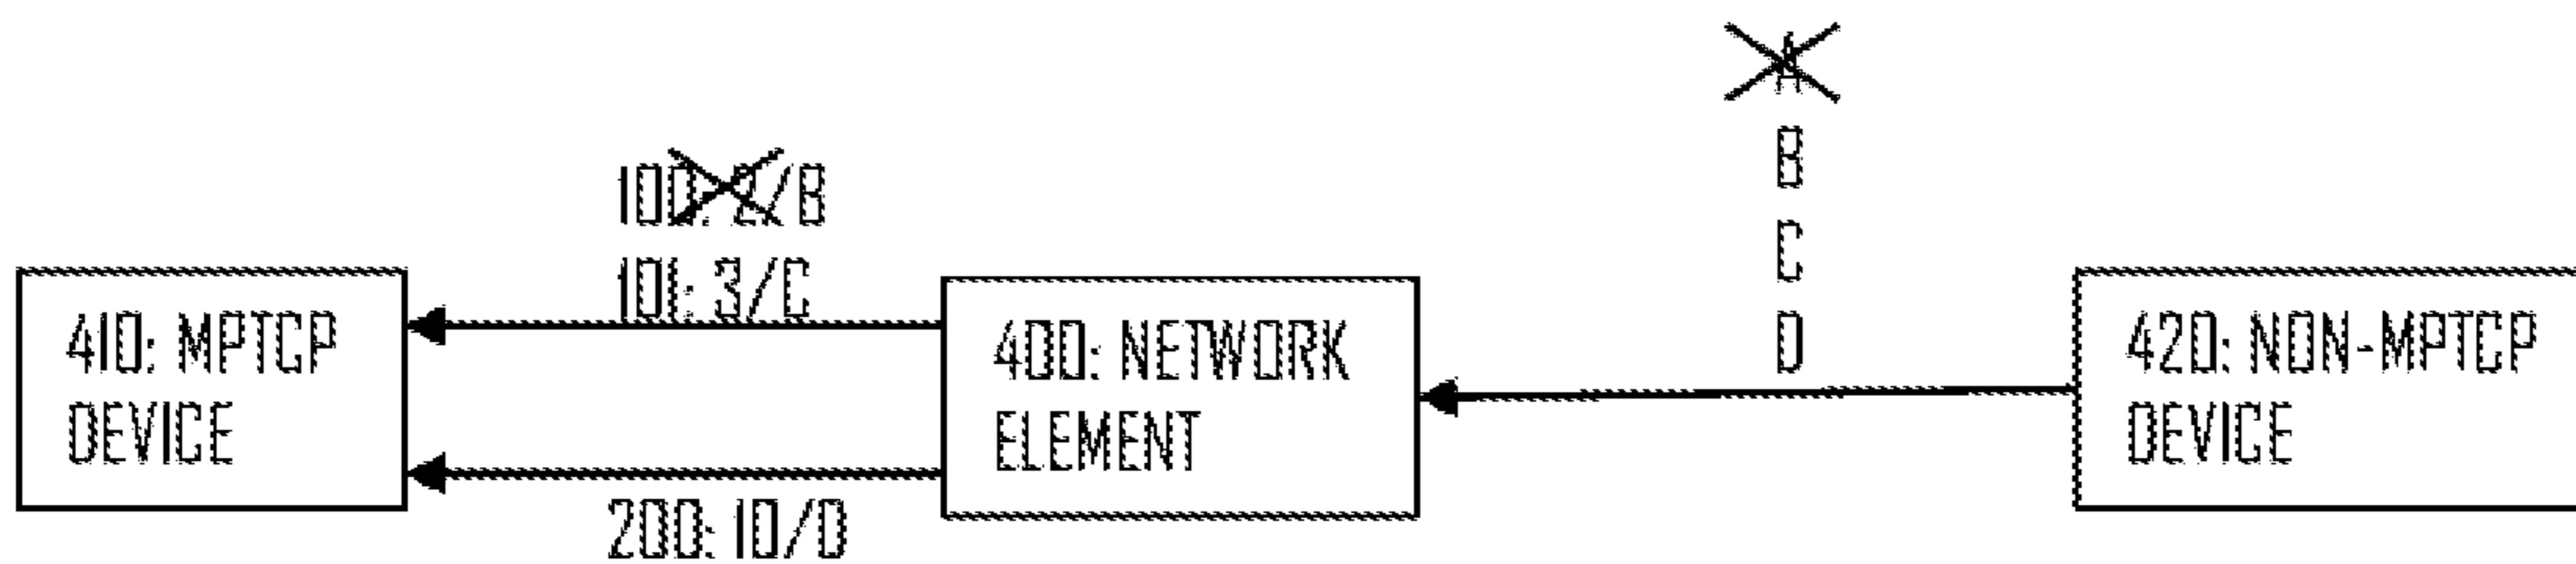 A
B
100: 2/B
C
101: 3/C
D
410: MPTCP
DEVICE
400: NETWORK
ELEMENT
420: NON-MPTCP
DEVICE
200: 10/D